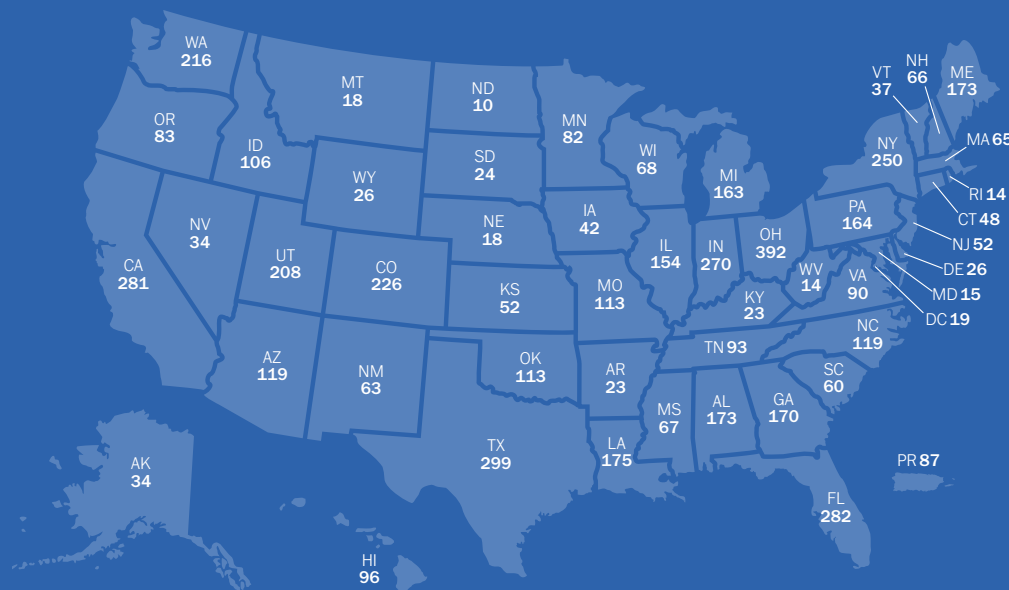 WA
216
OR
83
ID
106
MT
18
ND
10
MN
82
SD
24
WY
26
NV
34
UT
208
CA
281
CO
226
NE
18
IA
42
WI
68
MI
163
KS
52
MO
113
IL
154
IN
270
OH
392
KY
23
WV
14
VA
90
PA
164
NY
250
VT
37
NH
66
ME
173
MA 65
RI 14
CT 48
NJ 52
DE 26
MD 15
DC 19
NC
119
TN 93
SC
60
AZ
119
NM
63
OK
113
AR
23
MS
67
AL
173
GA
170
TX
299
LA
175
FL
282
PR 87
AK
34
HI
96